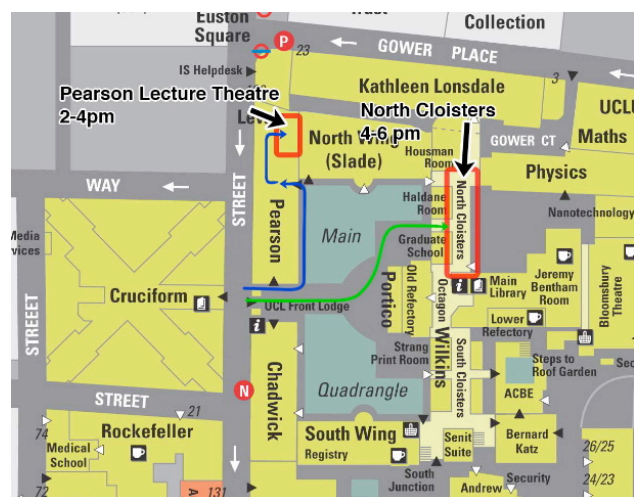 Euston
Square
Trust
Collection
P
23
GOWER PLACE
IS Helpdesk
3
Kathleen Lonsdale
Pearson Lecture Theatre
2-4pm
North Cloisters
4-6 pm
UCL
Maths
GOWER CT
North Wing
(Slade)
Housman
Room
Physics
WAY
STREET
Pearson
Main
Haldane
Room
North Cloisters
Nanotechnology
Graduate
School
Media
Cruciform
UCL Front Lodge
Portico
Old Refectory
Octagon
Main
Library
Jeremy
Bentham
Room
Bloomsbury
Theatre
Lower
Refectory
STREEET
Strang
Print Room
Wilkins
South Cloisters
Steps to
Roof Garden
Chadwick
Quadrangle
ACBE
N
STREET
21
74
Rockefeller
Medical
School
South Wing
Registry
Senit
Suite
Bernard
Katz
26/25
24/23
72
A
131
South
Junction
Andrew
Security